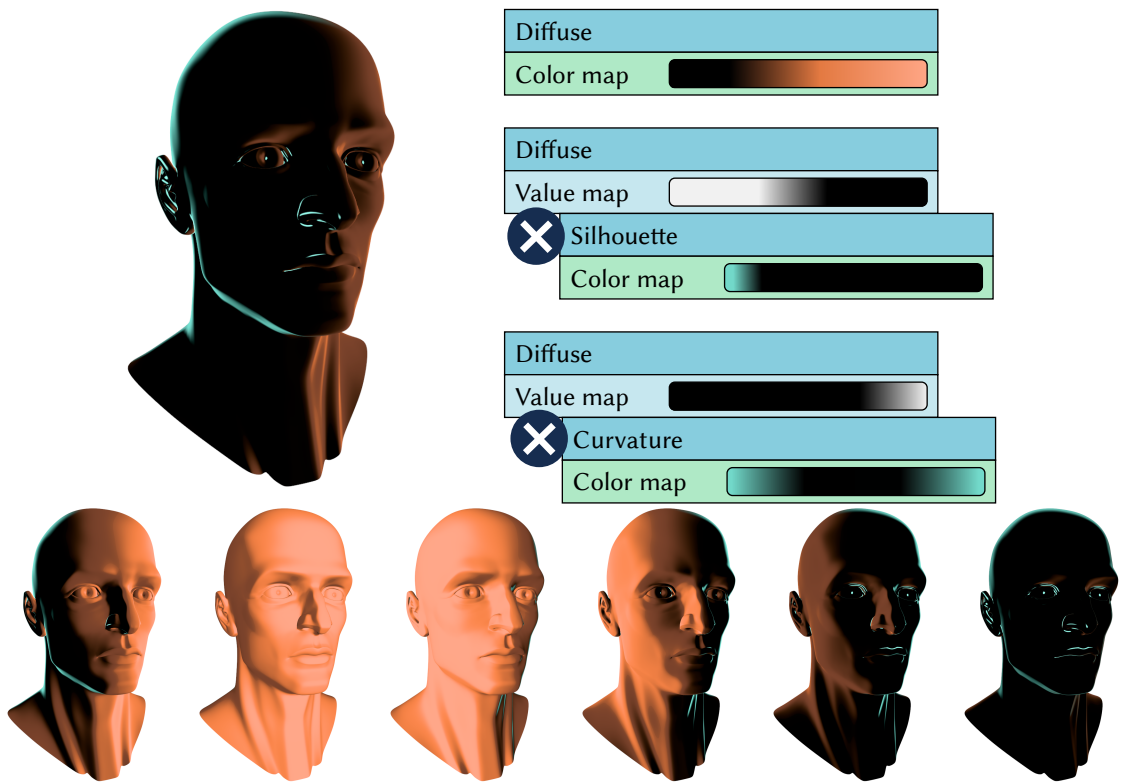 Diffuse
Color map
Diffuse
Value map
Silhouette
Color map
Diffuse
Value map
Curvature
Color map